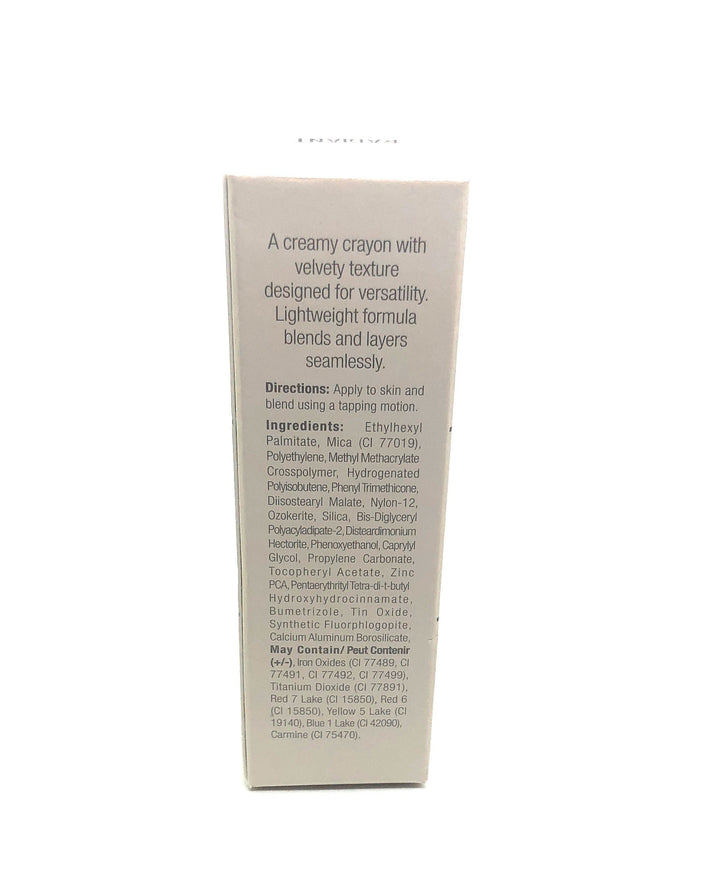 A creamy crayon with
velvety texture
designed for versatility.
Lightweight formula
blends and layers
seamlessly.
Directions: Apply to skin and
blend using a tapping motion.
Ingredients: Ethylhexyl
Palmitate, Mica (CI 77019),
Polyethylene, Methyl Methacrylate
Crosspolymer, Hydrogenated
Polyisobutene, Phenyl Trimethicone,
Diisostearyl Malate, Nylon-12,
Ozokerite, Silica, Bis-Diglyceryl
Polyacyladipate-2, Disteardimonium
Hectorite, Phenoxyethanol, Caprylyl
Glycol, Propylene Carbonate,
Tocopheryl Acetate, Zinc
PCA, Pentaerythrityl Tetra-di-t-butyl
Hydroxyhydrocinnamate,
Bumetrizole, Tin Oxide,
Synthetic Fluorphlogopite,
Calcium Aluminum Borosilicate,
May Contain/ Peut Contenir
(+/-), Iron Oxides (CI 77489, CI
77491, CI 77492, CI 77499),
Titanium Dioxide (CI 77891),
Red 7 Lake (CI 15850), Red 6
(CI 15850), Yellow 5 Lake (CI
19140), Blue 1 Lake (CI 42090),
Carmine (CI 75470).